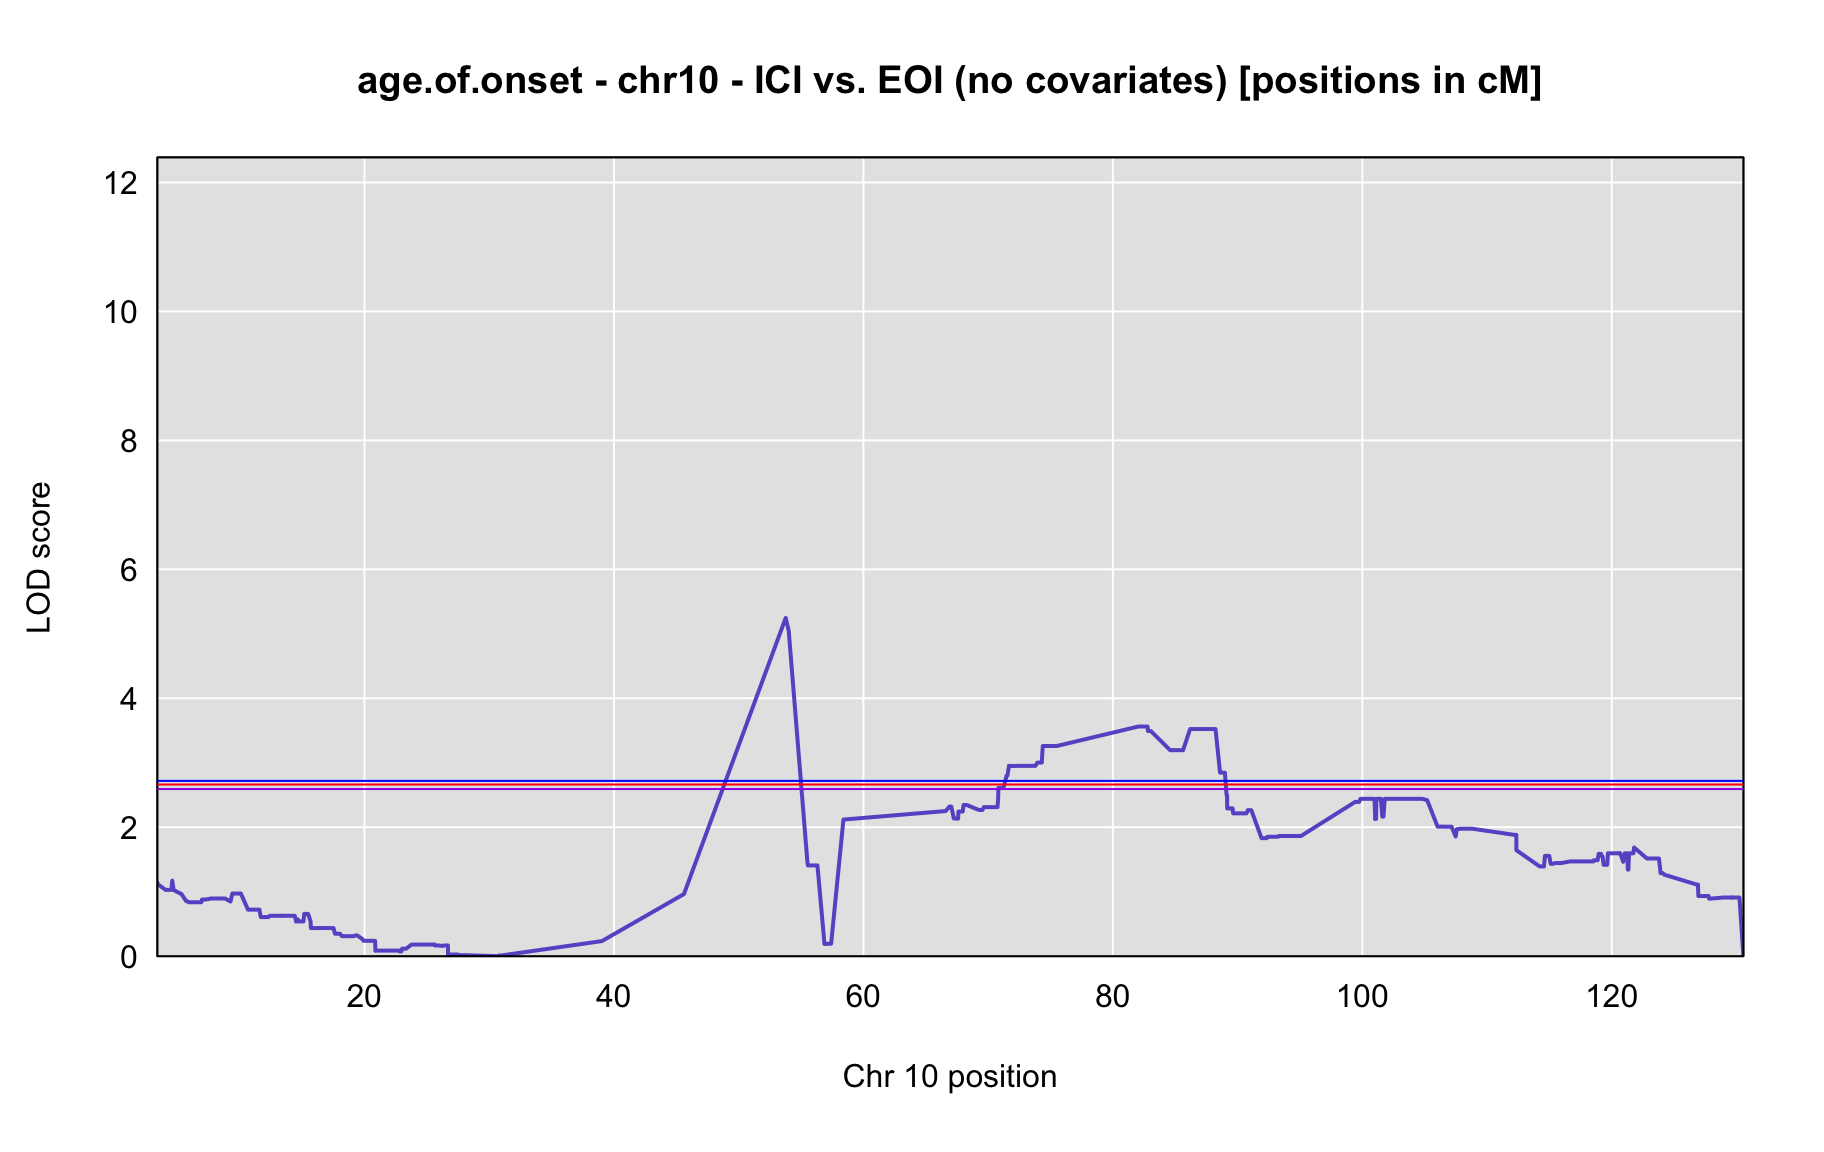 age.of.onset - chr10 - ICI vs. EOI (no covariates) [positions in cM]
12
10
8
6
4
2
0
LOD score
20 40 60 80 100 120
Chr 10 position